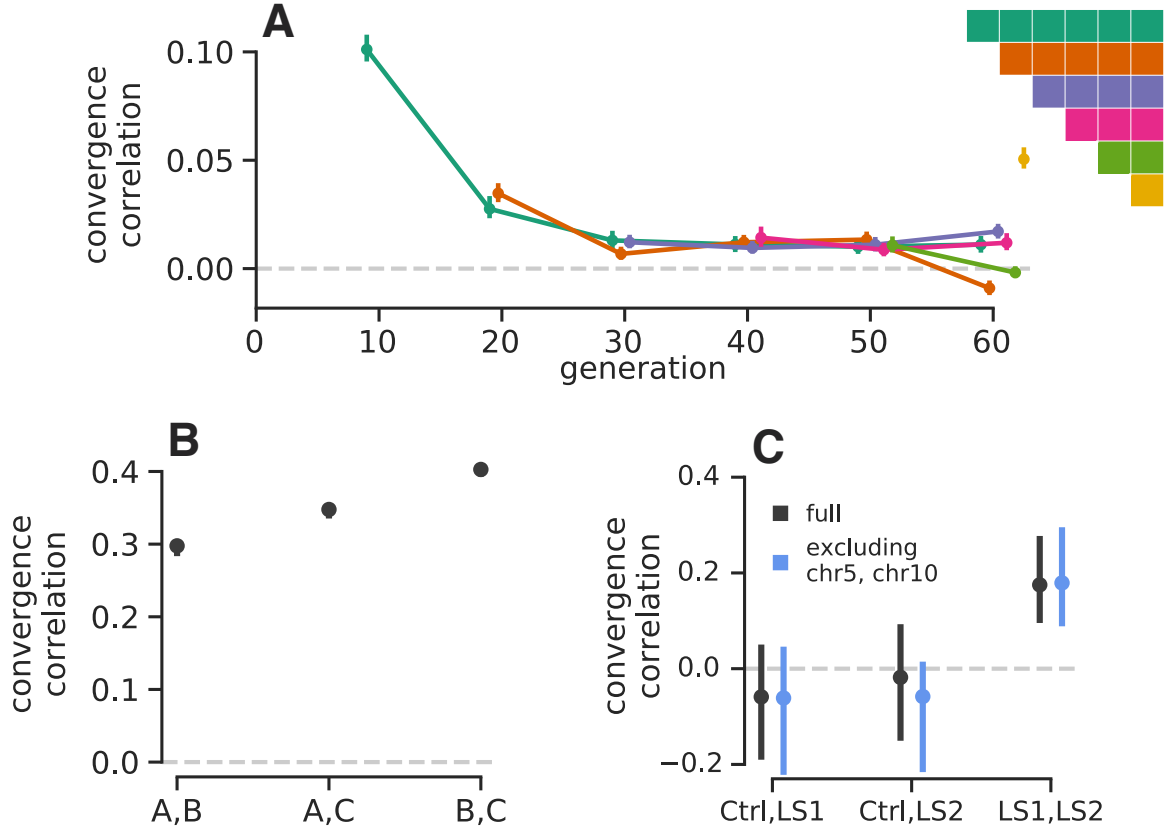 A
convergence
correlation
0.10
0.05
0.00
0 10 20 30 40 50 60
generation
B
convergence
correlation
0.4
0.3
0.2
0.1
0.0
A,B A,C B,C
C
convergence
correlation
0.4
0.2
0.0
−0.2
full
excluding
chr5, chr10
Ctrl,LS1 Ctrl,LS2 LS1,LS2